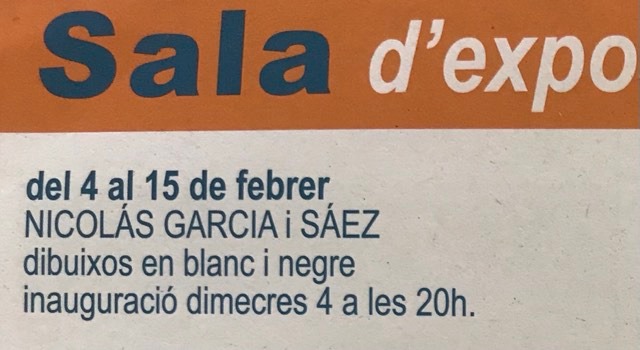 Sala d'expo
del 4 al 15 de febrer
NICOLÁS GARCIA i SÁEZ
dibuixos en blanc i negre
inauguració dimecres 4 a les 20h.